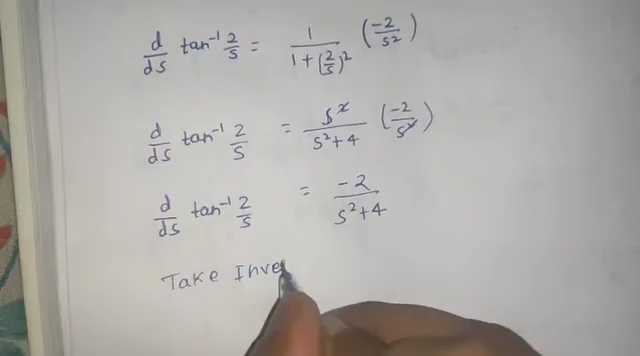 d/ds tan⁻¹ 2/s = 1/(1+(2/s)²) (-2/s²)
d/ds tan⁻¹ 2/s = s²/(s²+4) (-2/s²)
d/ds tan⁻¹ 2/s = -2/(s²+4)
Take Inve